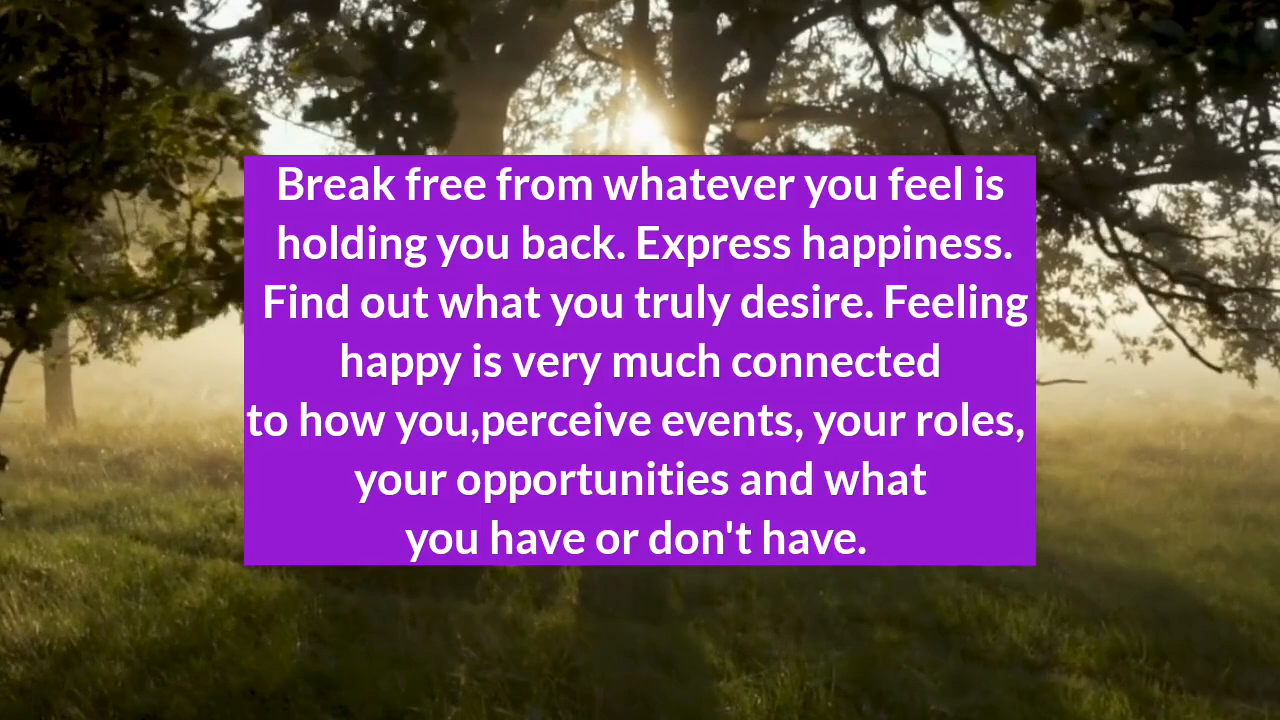 Break free from whatever you feel is
holding you back. Express happiness.
Find out what you truly desire. Feeling
happy is very much connected
to how you,perceive events, your roles,
your opportunities and what
you have or don't have.